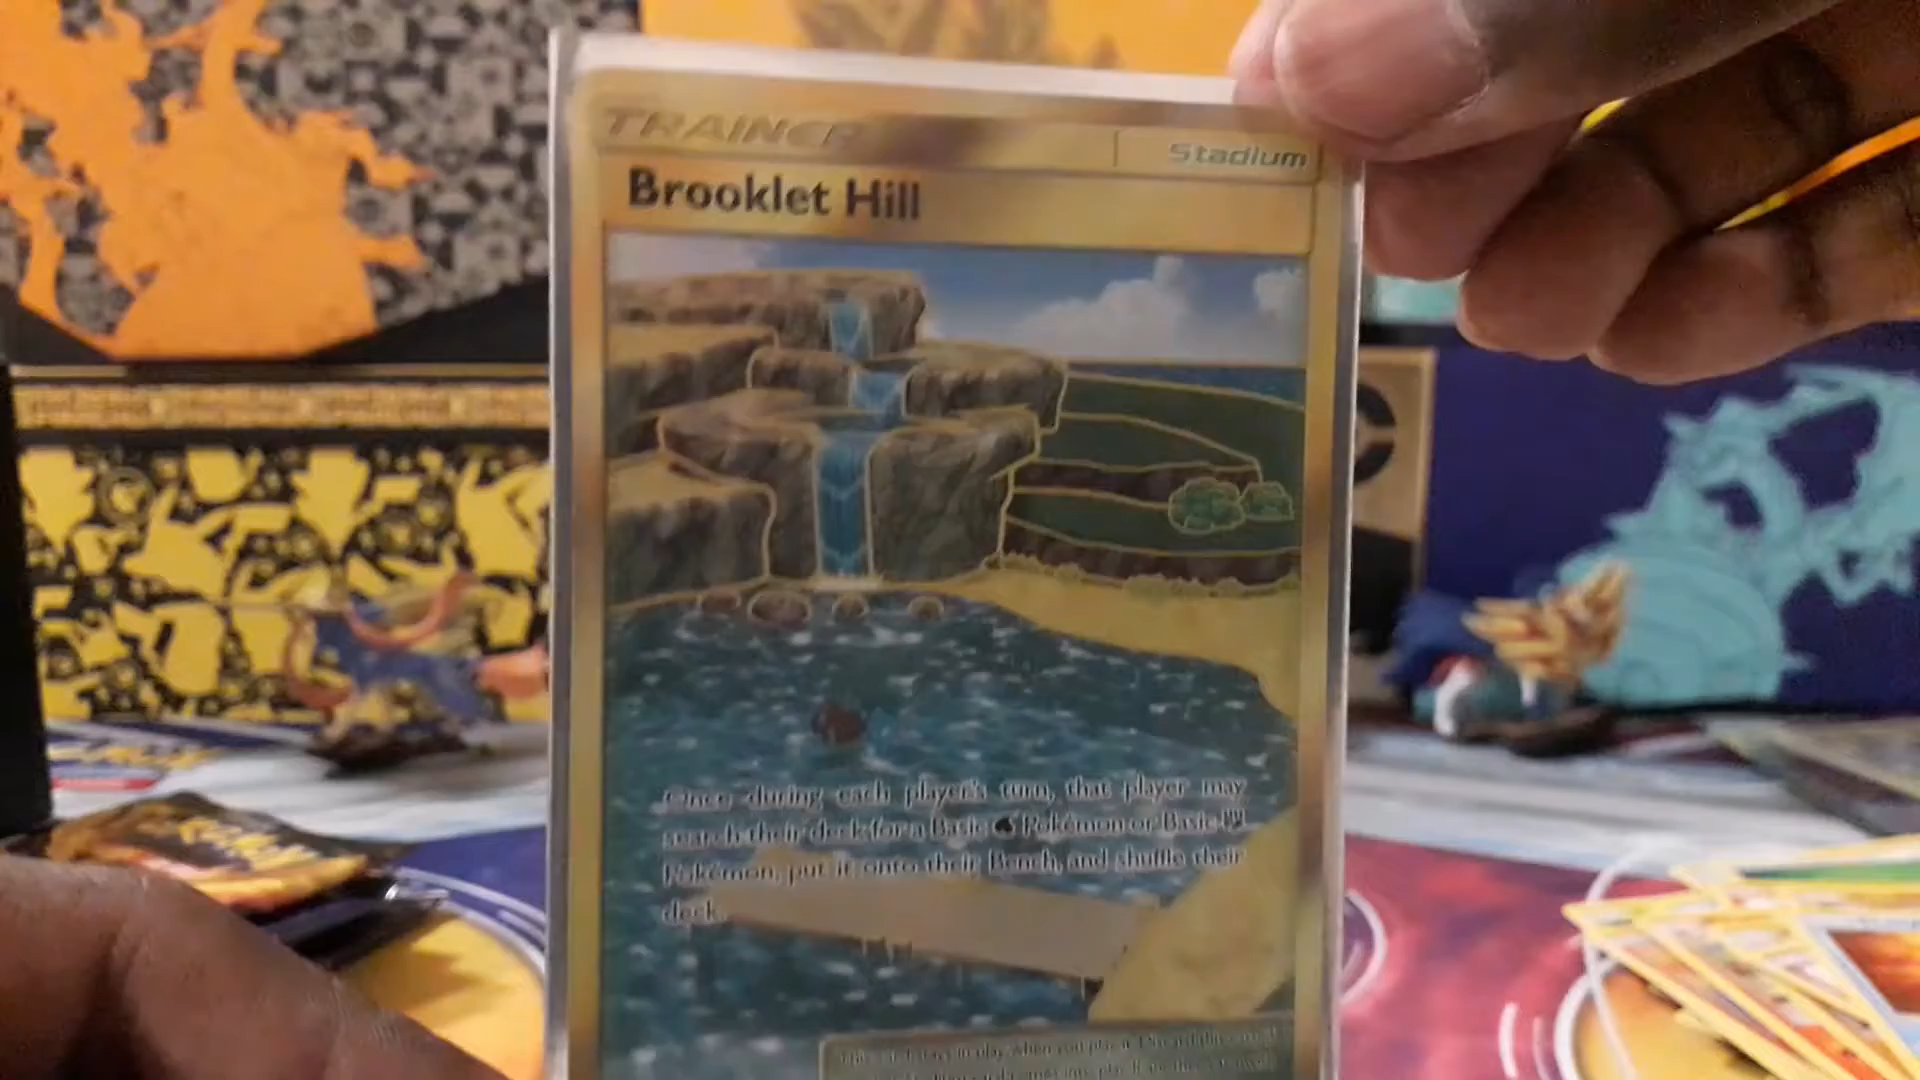 TRAINER
Stadium
Brooklet Hill
Once during each player's turn, that player may
search their deck for a Basic Pokémon or Basic
Pokémon, put it onto their Bench, and shuffle their
deck.